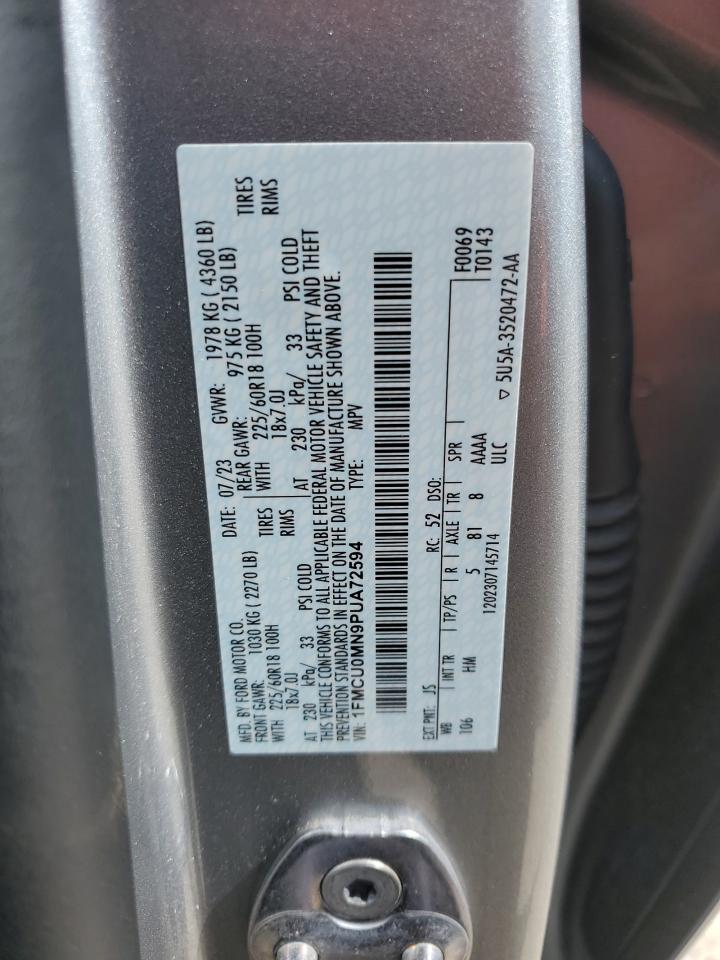 MFD. BY FORD MOTOR CO. DATE: 07/23 GVWR: 1978 KG ( 4360 LB)
FRONT GAWR: 1030 KG ( 2270 LB) REAR GAWR: 975 KG ( 2150 LB)
WITH 225/60R18 100H TIRES WITH 225/60R18 100H TIRES
18x7.0J RIMS 18x7.0J RIMS
AT 230 kPa/ 33 PSI COLD AT 230 kPa/ 33 PSI COLD
THIS VEHICLE CONFORMS TO ALL APPLICABLE FEDERAL MOTOR VEHICLE SAFETY AND THEFT
PREVENTION STANDARDS IN EFFECT ON THE DATE OF MANUFACTURE SHOWN ABOVE.
VIN: 1FMCU0MN9PUA72594 TYPE: MPV
EXT PNT: JS RC: 52 DSO: F0069
WB INT TR TP/PS R AXLE TR SPR T0143
106 HM 5 81 8 AAAA
1202307145714 ULC
5U5A-3520472-AA